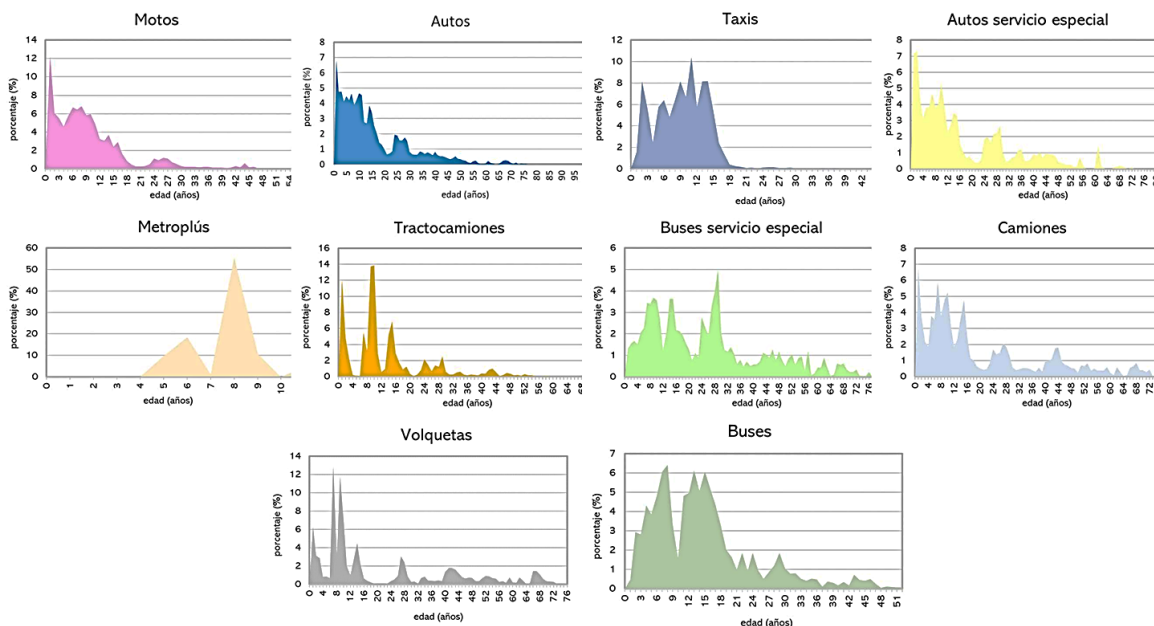 Motos
Autos
Taxis
Autos servicio especial
porcentaje (%)
14
12
10
8
6
4
2
0
0 3 6 9 12 15 18 21 24 27 30 33 36 39 42 45 48 51 54
edad (años)
porcentaje (%)
8
7
6
5
4
3
2
1
0
0 5 10 15 20 25 30 35 40 45 50 55 60 65 70 75 80 85 90 95
edad (años)
porcentaje (%)
12
10
8
6
4
2
0
0 3 6 9 12 15 18 21 24 27 30 33 36 39 42
edad (años)
porcentaje (%)
8
7
6
5
4
3
2
1
0
0 4 8 12 16 20 24 28 32 36 40 44 48 52 56 60 64 68 72 76
edad (años)
Metroplús
Tractocamiones
Buses servicio especial
Camiones
porcentaje (%)
60
50
40
30
20
10
0
0 1 2 3 4 5 6 7 8 9 10
edad (años)
porcentaje (%)
16
14
12
10
8
6
4
2
0
0 4 8 12 16 20 24 28 32 36 40 44 48 52 56 60 64
edad (años)
porcentaje (%)
6
5
4
3
2
1
0
0 4 8 12 16 20 24 28 32 36 40 44 48 52 56 60 64 68 72 76
edad (años)
porcentaje (%)
8
7
6
5
4
3
2
1
0
0 4 8 12 16 20 24 28 32 36 40 44 48 52 56 60 64 68 72
edad (años)
Volquetas
Buses
porcentaje (%)
14
12
10
8
6
4
2
0
0 4 8 12 16 20 24 28 32 36 40 44 48 52 56 60 64 68 72 76
edad (años)
porcentaje (%)
7
6
5
4
3
2
1
0
0 3 6 9 12 15 18 21 24 27 30 33 36 39 42 45 48 51
edad (años)